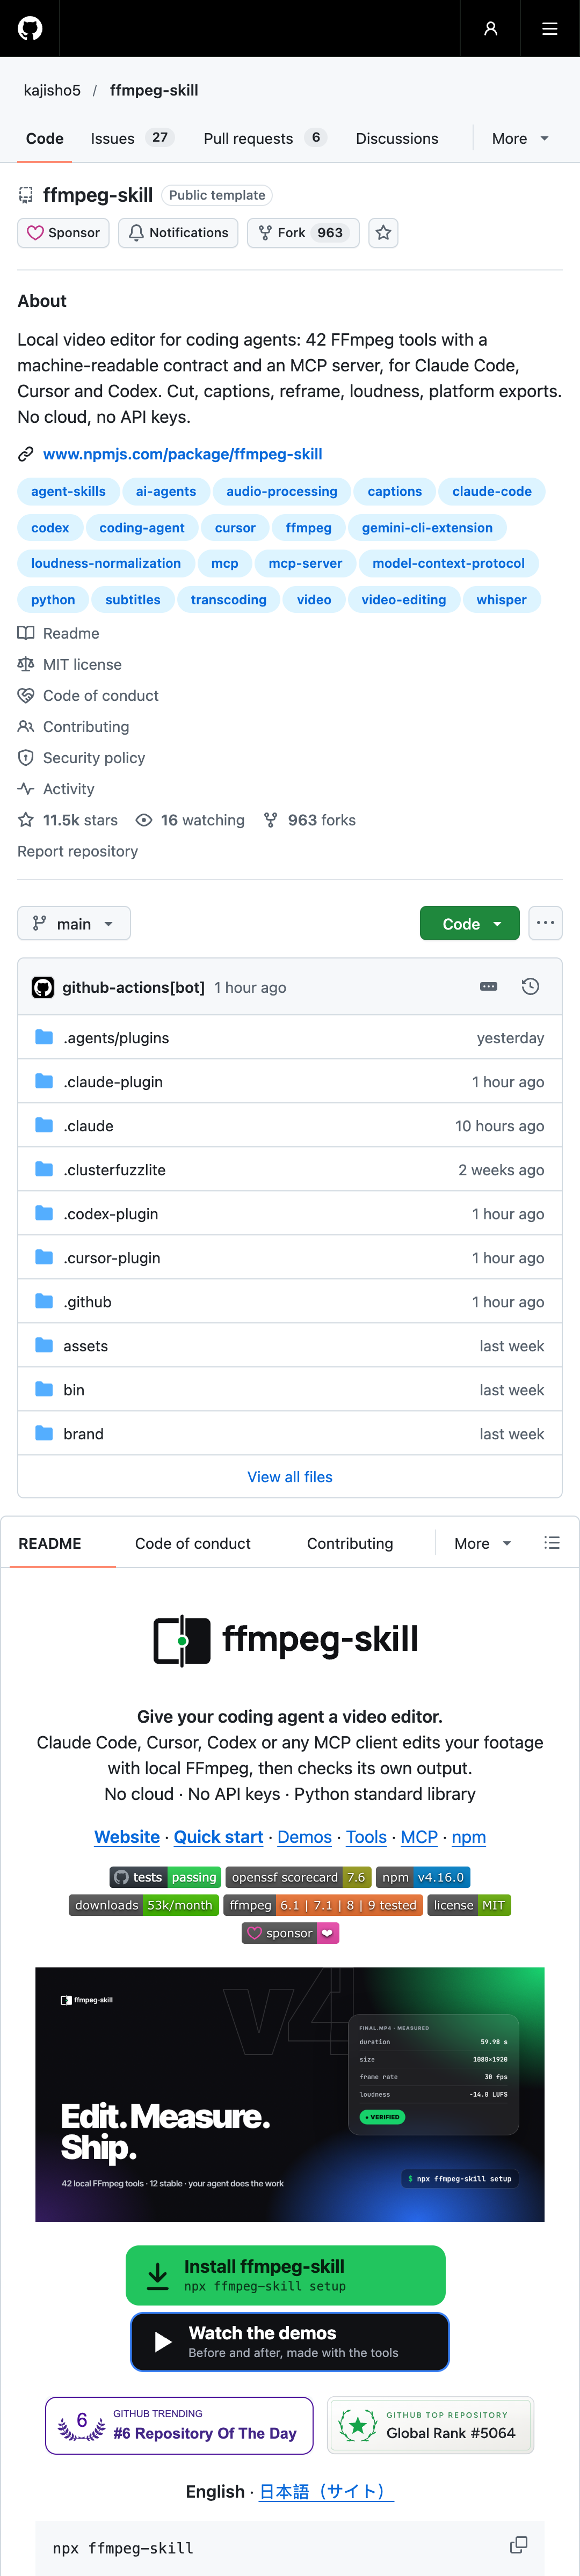 kajisho5 / ffmpeg-skill
Code Issues 27 Pull requests 6 Discussions More
ffmpeg-skill Public template
Sponsor Notifications Fork 963
About
Local video editor for coding agents: 42 FFmpeg tools with a
machine-readable contract and an MCP server, for Claude Code,
Cursor and Codex. Cut, captions, reframe, loudness, platform exports.
No cloud, no API keys.
www.npmjs.com/package/ffmpeg-skill
agent-skills ai-agents audio-processing captions claude-code
codex coding-agent cursor ffmpeg gemini-cli-extension
loudness-normalization mcp mcp-server model-context-protocol
python subtitles transcoding video video-editing whisper
Readme
MIT license
Code of conduct
Contributing
Security policy
Activity
11.5k stars 16 watching 963 forks
Report repository
main Code
github-actions[bot] 1 hour ago
.agents/plugins yesterday
.claude-plugin 1 hour ago
.claude 10 hours ago
.clusterfuzzlite 2 weeks ago
.codex-plugin 1 hour ago
.cursor-plugin 1 hour ago
.github 1 hour ago
assets last week
bin last week
brand last week
View all files
README Code of conduct Contributing More
ffmpeg-skill
Give your coding agent a video editor.
Claude Code, Cursor, Codex or any MCP client edits your footage
with local FFmpeg, then checks its own output.
No cloud · No API keys · Python standard library
Website · Quick start · Demos · Tools · MCP · npm
tests passing openssf scorecard 7.6 npm v4.16.0
downloads 53k/month ffmpeg 6.1 | 7.1 | 8 | 9 tested license MIT
sponsor ❤
ffmpeg-skill
v4
FINAL.MP4 · MEASURED
duration 59.98 s
size 1080×1920
frame rate 30 fps
loudness -14.0 LUFS
VERIFIED
Edit. Measure.
Ship.
42 local FFmpeg tools · 12 stable · your agent does the work
$ npx ffmpeg-skill setup
Install ffmpeg-skill
npx ffmpeg-skill setup
Watch the demos
Before and after, made with the tools
6 GITHUB TRENDING
#6 Repository Of The Day
GITHUB TOP REPOSITORY
Global Rank #5064
English · 日本語（サイト）
npx ffmpeg-skill